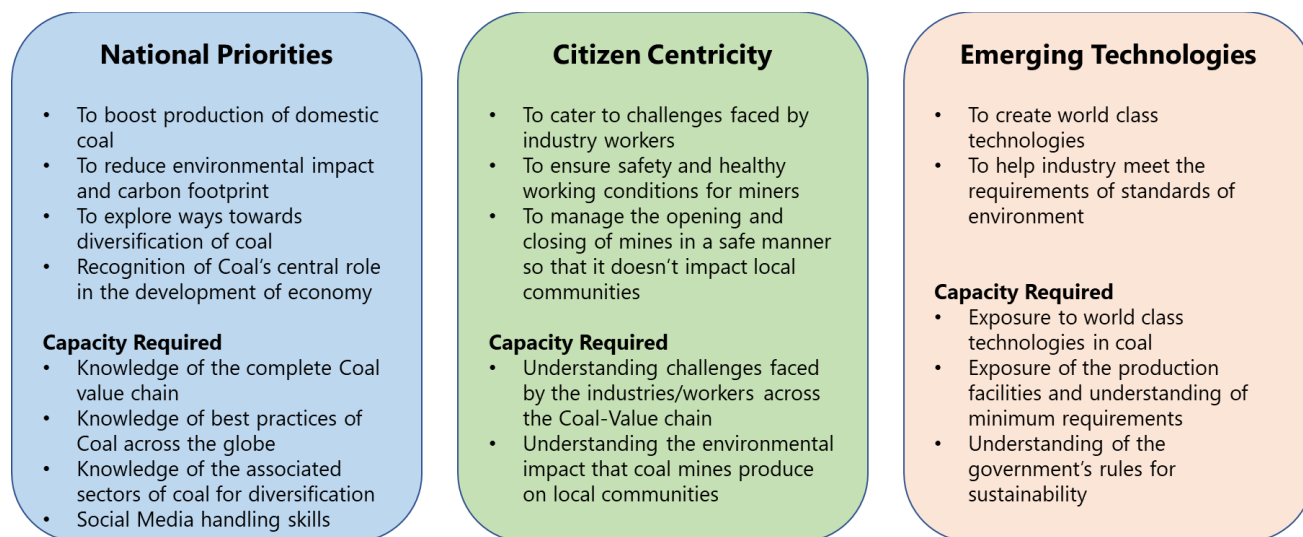 National Priorities
• To boost production of domestic
coal
• To reduce environmental impact
and carbon footprint
• To explore ways towards
diversification of coal
• Recognition of Coal's central role
in the development of economy
Capacity Required
• Knowledge of the complete Coal
value chain
• Knowledge of best practices of
Coal across the globe
• Knowledge of the associated
sectors of coal for diversification
• Social Media handling skills
Citizen Centricity
• To cater to challenges faced by
industry workers
• To ensure safety and healthy
working conditions for miners
• To manage the opening and
closing of mines in a safe manner
so that it doesn't impact local
communities
Capacity Required
• Understanding challenges faced
by the industries/workers across
the Coal-Value chain
• Understanding the environmental
impact that coal mines produce
on local communities
Emerging Technologies
• To create world class
technologies
• To help industry meet the
requirements of standards of
environment
Capacity Required
• Exposure to world class
technologies in coal
• Exposure of the production
facilities and understanding of
minimum requirements
• Understanding of the
government's rules for
sustainability